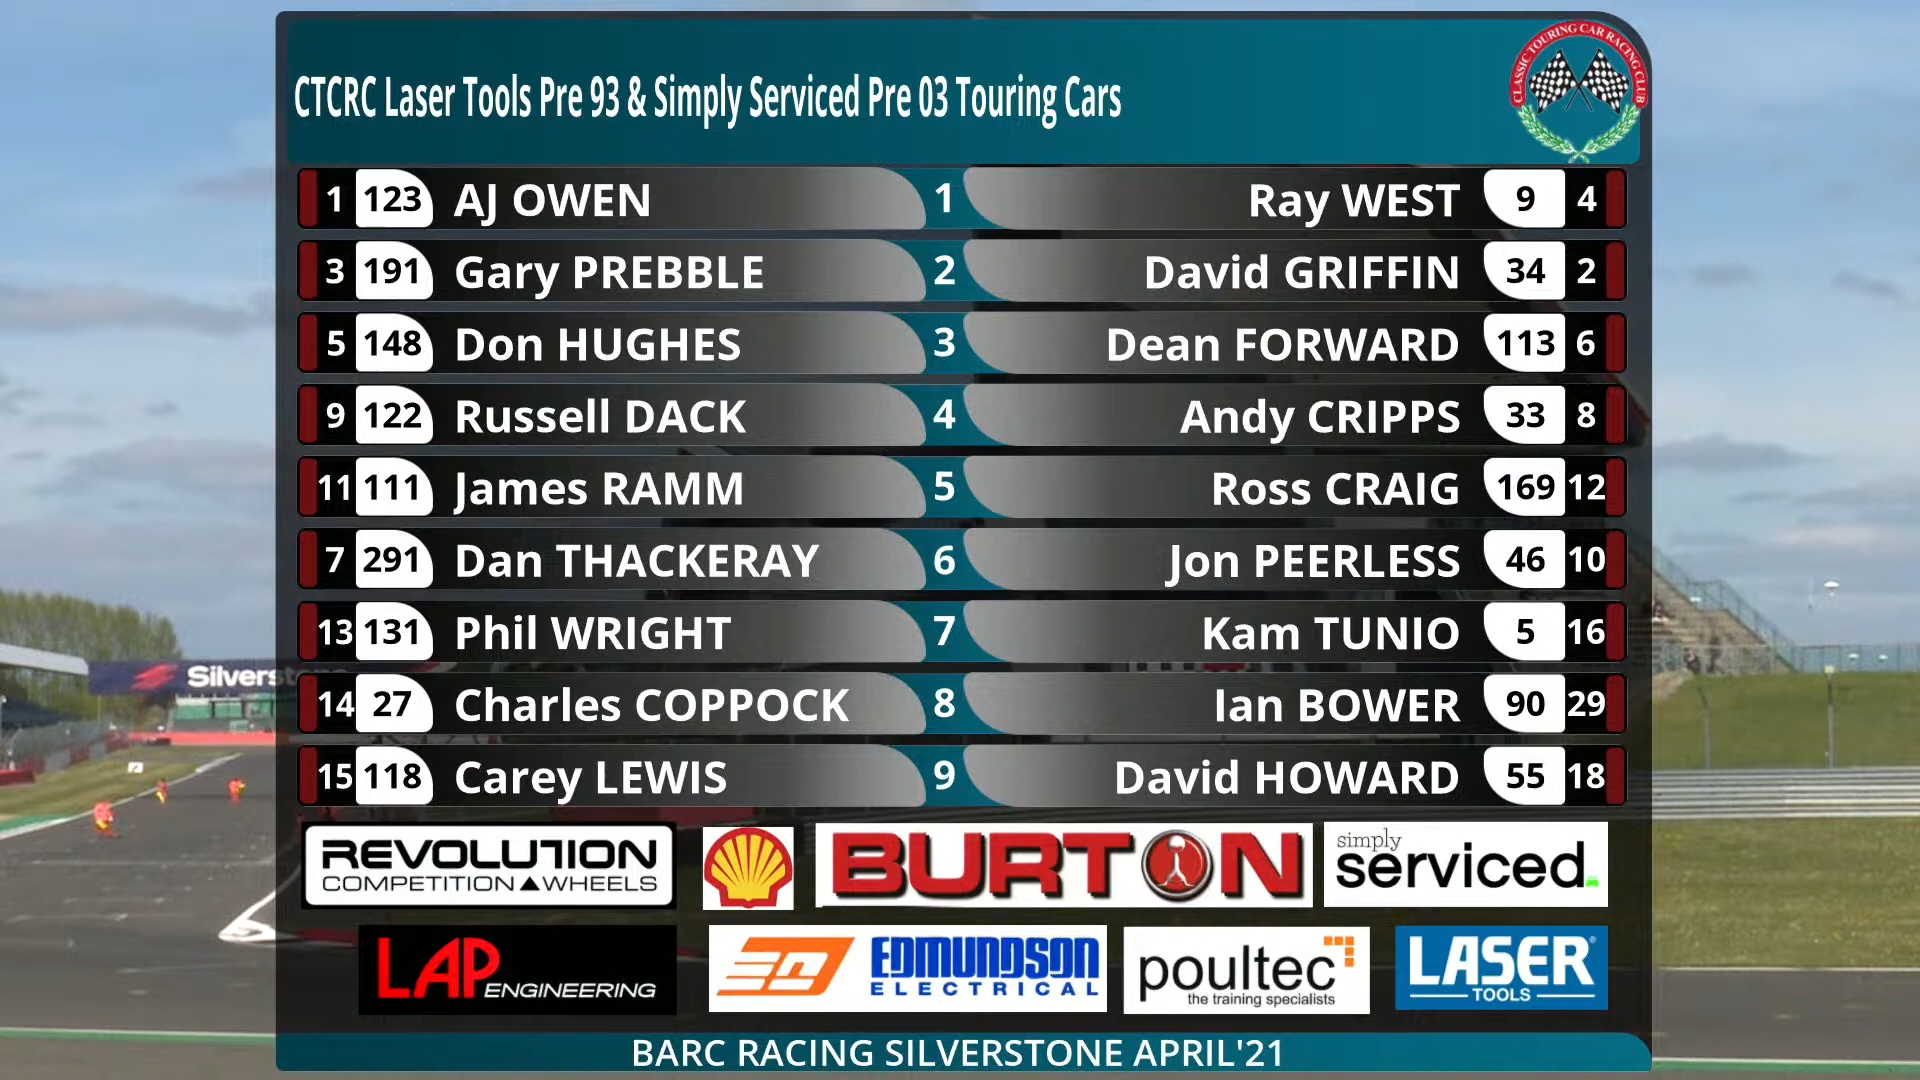 CTCRC Laser Tools Pre 93 & Simply Serviced Pre 03 Touring Cars
CLASSIC TOURING CAR RACING CLUB
1 123 AJ OWEN 1 Ray WEST 9 4
3 191 Gary PREBBLE 2 David GRIFFIN 34 2
5 148 Don HUGHES 3 Dean FORWARD 113 6
9 122 Russell DACK 4 Andy CRIPPS 33 8
11 111 James RAMM 5 Ross CRAIG 169 12
7 291 Dan THACKERAY 6 Jon PEERLESS 46 10
13 131 Phil WRIGHT 7 Kam TUNIO 5 16
Silverstone
14 27 Charles COPPOCK 8 Ian BOWER 90 29
15 118 Carey LEWIS 9 David HOWARD 55 18
REVOLUTION
COMPETITION WHEELS
BURTON
simply
serviced.
LAP ENGINEERING
EDMUNDSON
ELECTRICAL
poultec
the training specialists
LASER
TOOLS
BARC RACING SILVERSTONE APRIL'21